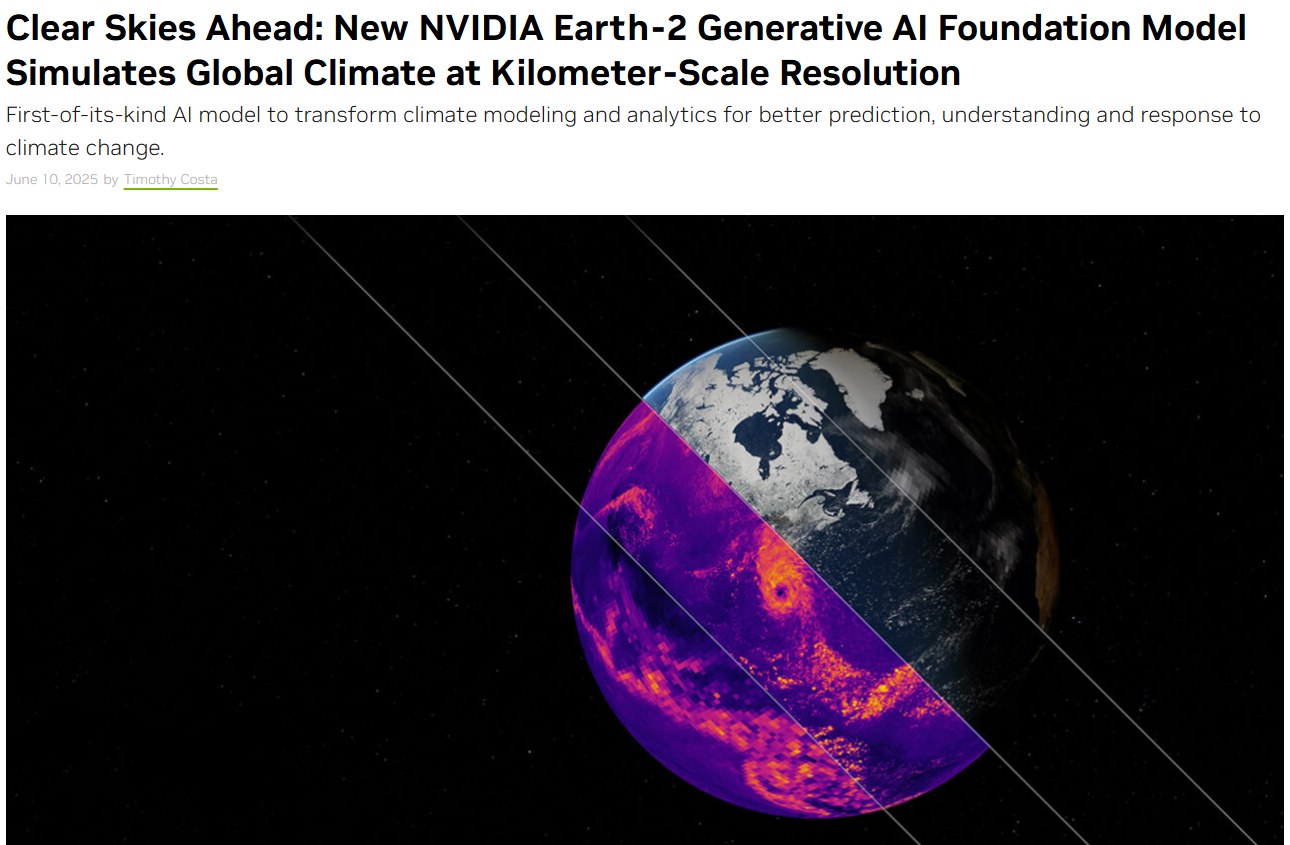 Clear Skies Ahead: New NVIDIA Earth-2 Generative AI Foundation Model
Simulates Global Climate at Kilometer-Scale Resolution
First-of-its-kind AI model to transform climate modeling and analytics for better prediction, understanding and response to
climate change.
June 10, 2025 by Timothy Costa